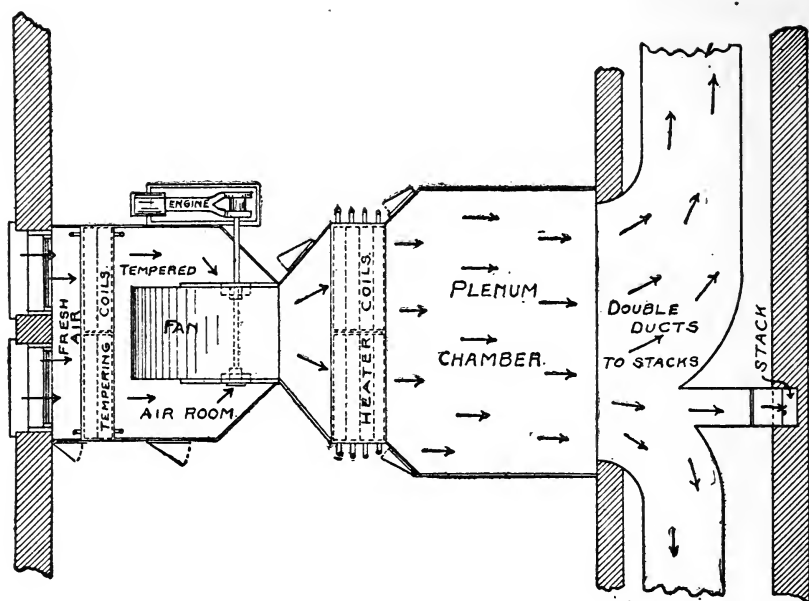 ENGINE
TEMPERED
FRESH
AIR
TEMPERING COILS.
FAN
AIR ROOM.
HEATER COILS.
PLENUM
CHAMBER.
DOUBLE
DUCTS
TO STACKS
STACK